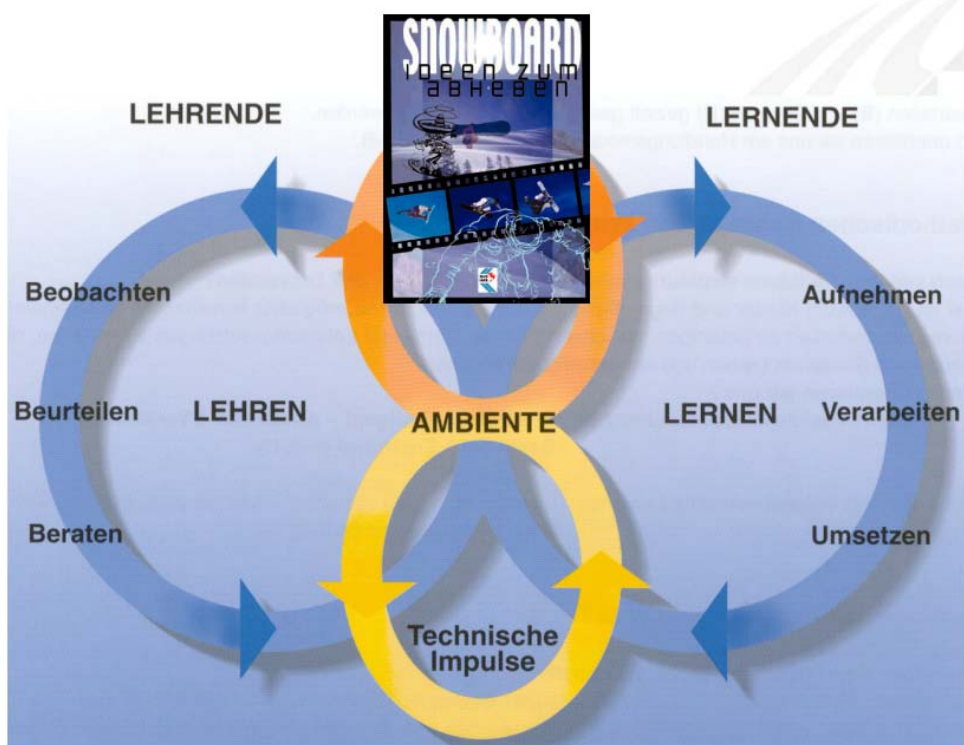 SNOWBOARD
IDEEN ZUM
ABHEBEN
LEHRENDE
LERNENDE
Beobachten
Aufnehmen
Beurteilen
LEHREN
AMBIENTE
LERNEN
Verarbeiten
Beraten
Umsetzen
Technische
Impulse